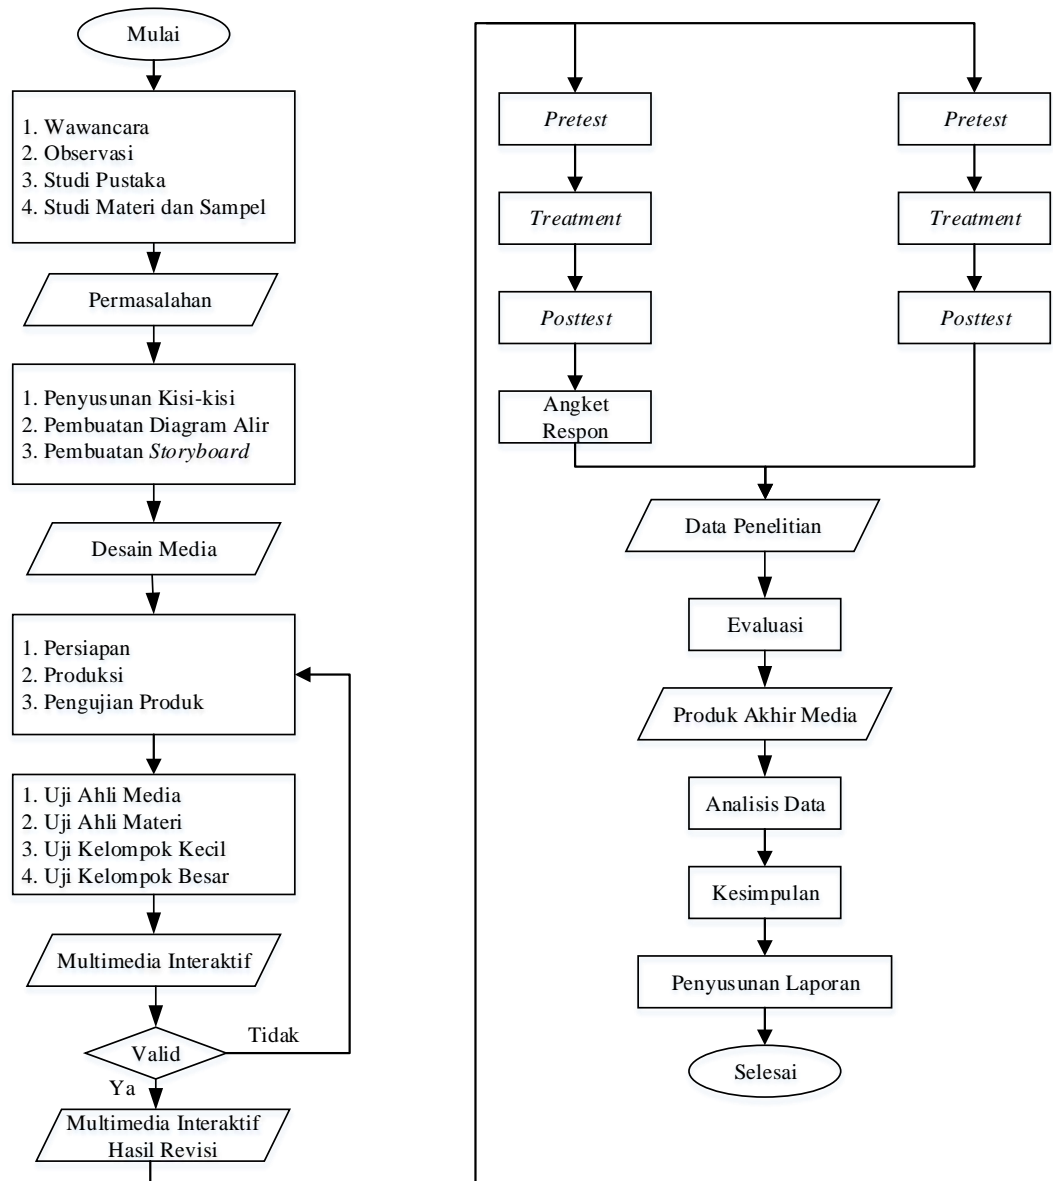 Mulai
1. Wawancara
2. Observasi
3. Studi Pustaka
4. Studi Materi dan Sampel
Permasalahan
1. Penyusunan Kisi-kisi
2. Pembuatan Diagram Alir
3. Pembuatan Storyboard
Desain Media
1. Persiapan
2. Produksi
3. Pengujian Produk
1. Uji Ahli Media
2. Uji Ahli Materi
3. Uji Kelompok Kecil
4. Uji Kelompok Besar
Multimedia Interaktif
Valid
Tidak
Ya
Multimedia Interaktif
Hasil Revisi
Pretest
Treatment
Posttest
Angket
Respon
Pretest
Treatment
Posttest
Data Penelitian
Evaluasi
Produk Akhir Media
Analisis Data
Kesimpulan
Penyusunan Laporan
Selesai